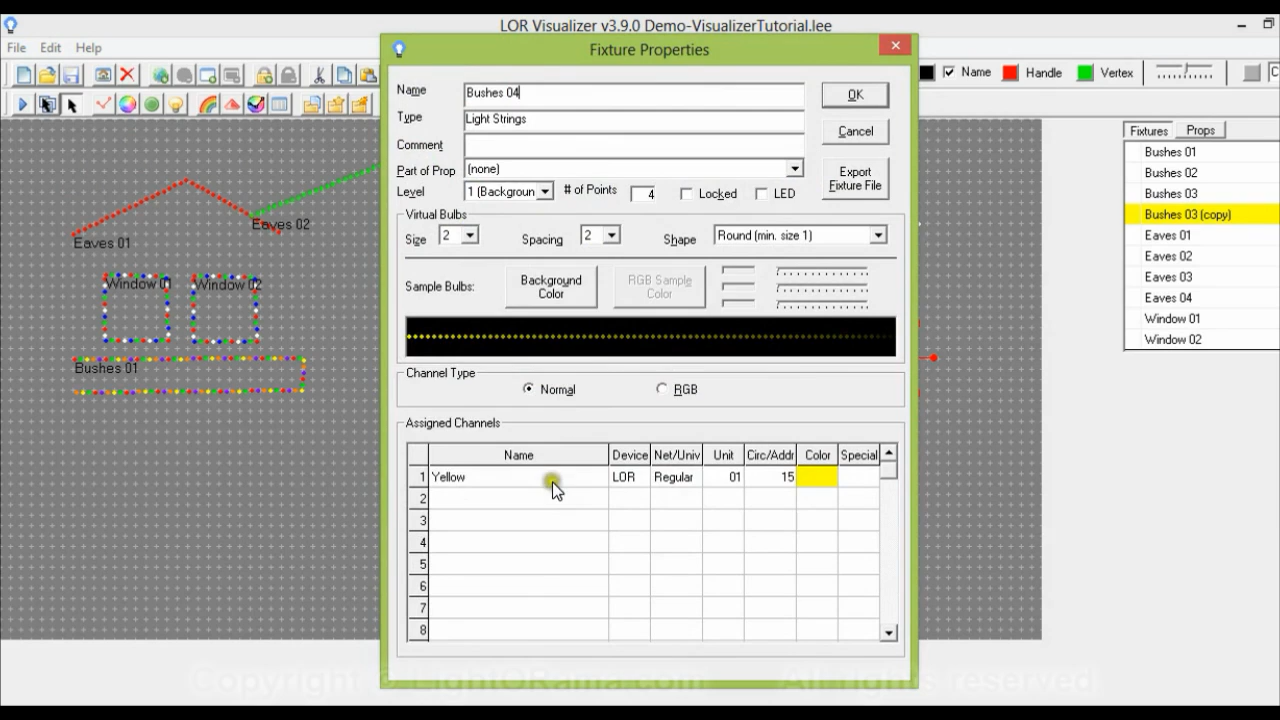 LOR Visualizer v3.9.0 Demo-VisualizerTutorial.lee
File Edit Help
Fixture Properties
Name Bushes 04
OK
Type Light Strings
Comment
Cancel
Part of Prop (none)
Export Fixture File
Level 1 (Backgroun # of Points 4 Locked LED
Virtual Bulbs
Size 2 Spacing 2 Shape Round (min. size 1)
Sample Bulbs: Background Color RGB Sample Color
Channel Type
Normal RGB
Assigned Channels
Name Device Net/Univ Unit Circ/Addr Color Special
1 Yellow LOR Regular 01 15
2
3
4
5
6
7
8
Name Handle Vertex C
Fixtures Props
Bushes 01
Bushes 02
Bushes 03
Bushes 03 (copy)
Eaves 01
Eaves 02
Eaves 03
Eaves 04
Window 01
Window 02
Eaves 01
Eaves 02
Window 01 Window 02
Bushes 01
Copyright © LightORama.com All rights reserved